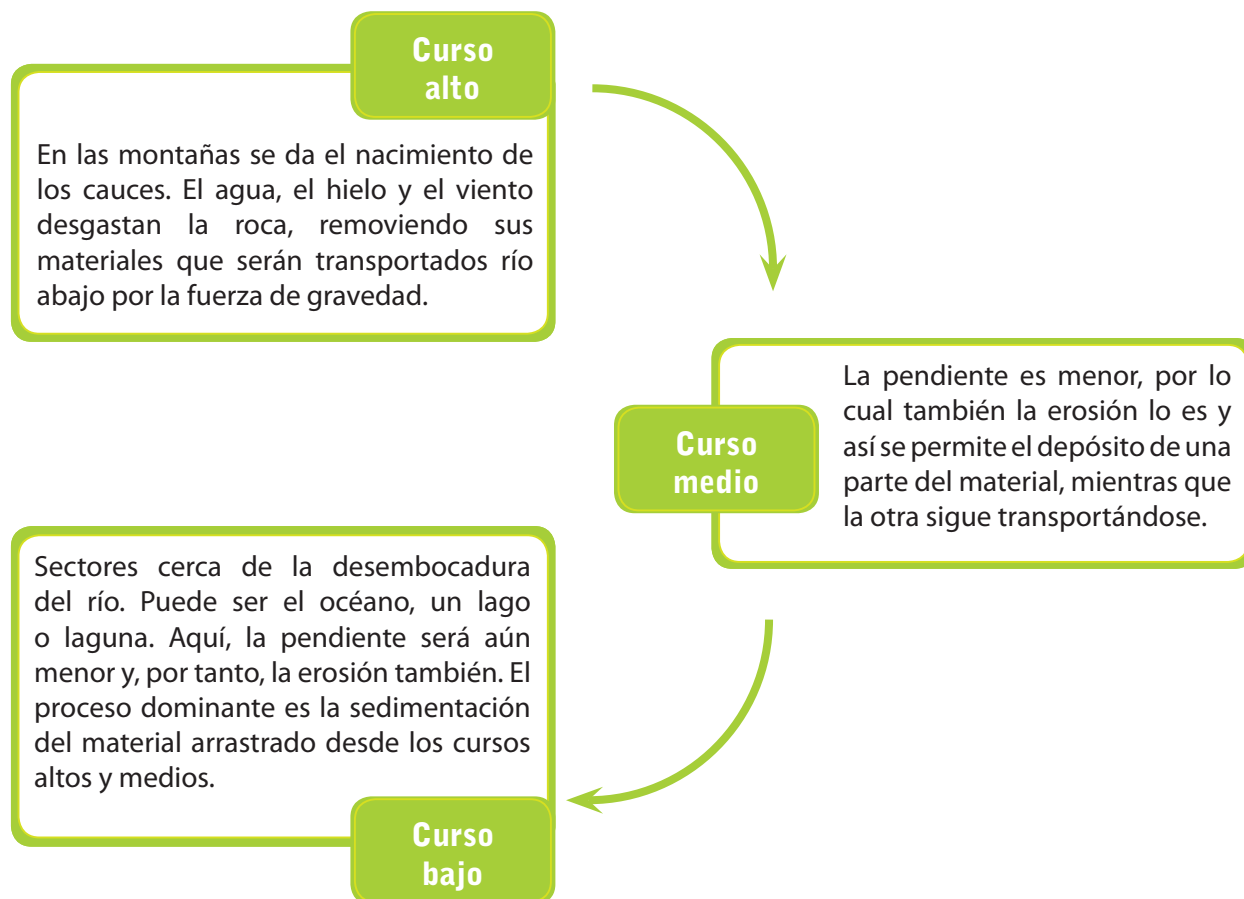 Curso
alto
En las montañas se da el nacimiento de
los cauces. El agua, el hielo y el viento
desgastan la roca, removiendo sus
materiales que serán transportados río
abajo por la fuerza de gravedad.
La pendiente es menor, por lo
cual también la erosión lo es y
así se permite el depósito de una
parte del material, mientras que
la otra sigue transportándose.
Curso
medio
Sectores cerca de la desembocadura
del río. Puede ser el océano, un lago
o laguna. Aquí, la pendiente será aún
menor y, por tanto, la erosión también. El
proceso dominante es la sedimentación
del material arrastrado desde los cursos
altos y medios.
Curso
bajo